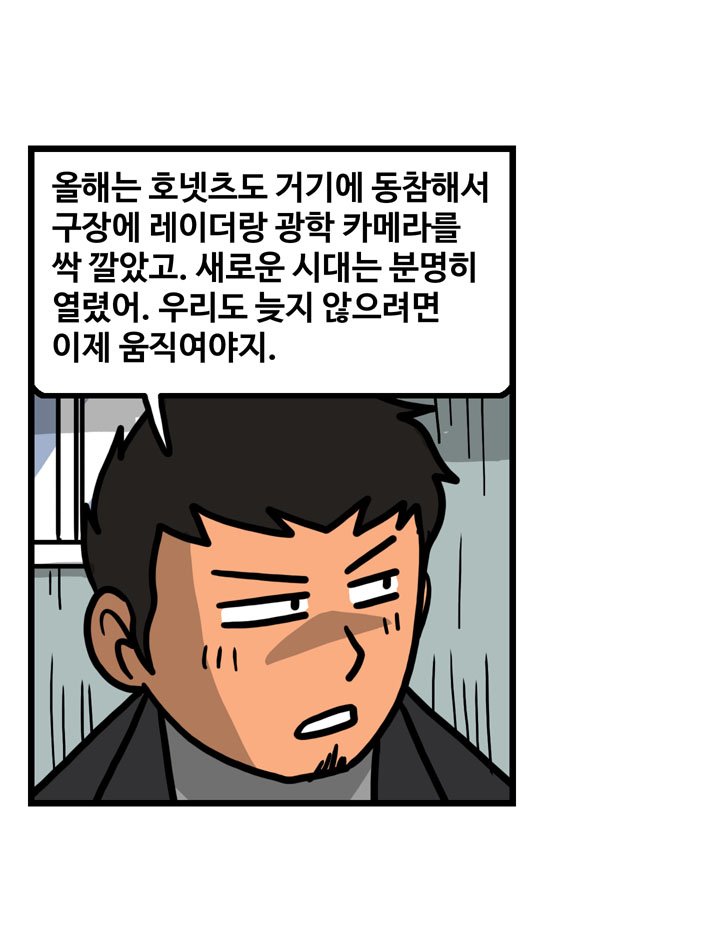 올해는 호넷츠도 거기에 동참해서
구장에 레이더랑 광학 카메라를
싹 깔았고. 새로운 시대는 분명히
열렸어. 우리도 늦지 않으려면
이제 움직여야지.